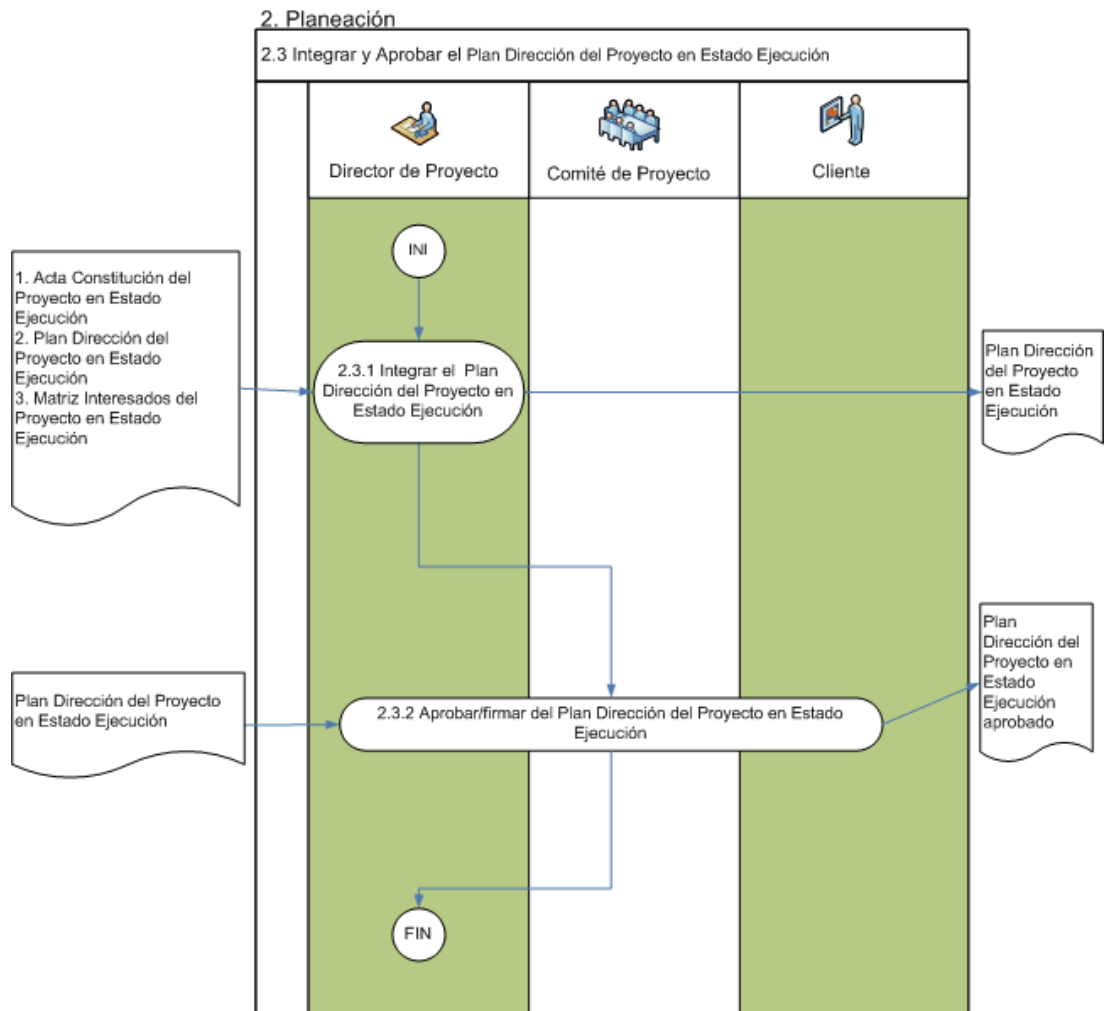 2. Planeación
2.3 Integrar y Aprobar el Plan Dirección del Proyecto en Estado Ejecución
Director de Proyecto
Comité de Proyecto
Cliente
INI
1. Acta Constitución del
Proyecto en Estado
Ejecución
2. Plan Dirección del
Proyecto en Estado
Ejecución
3. Matriz Interesados del
Proyecto en Estado
Ejecución
2.3.1 Integrar el Plan
Dirección del Proyecto en
Estado Ejecución
Plan Dirección
del Proyecto
en Estado
Ejecución
Plan Dirección del Proyecto
en Estado Ejecución
2.3.2 Aprobar/firmar del Plan Dirección del Proyecto en Estado
Ejecución
Plan
Dirección del
Proyecto en
Estado
Ejecución
aprobado
FIN